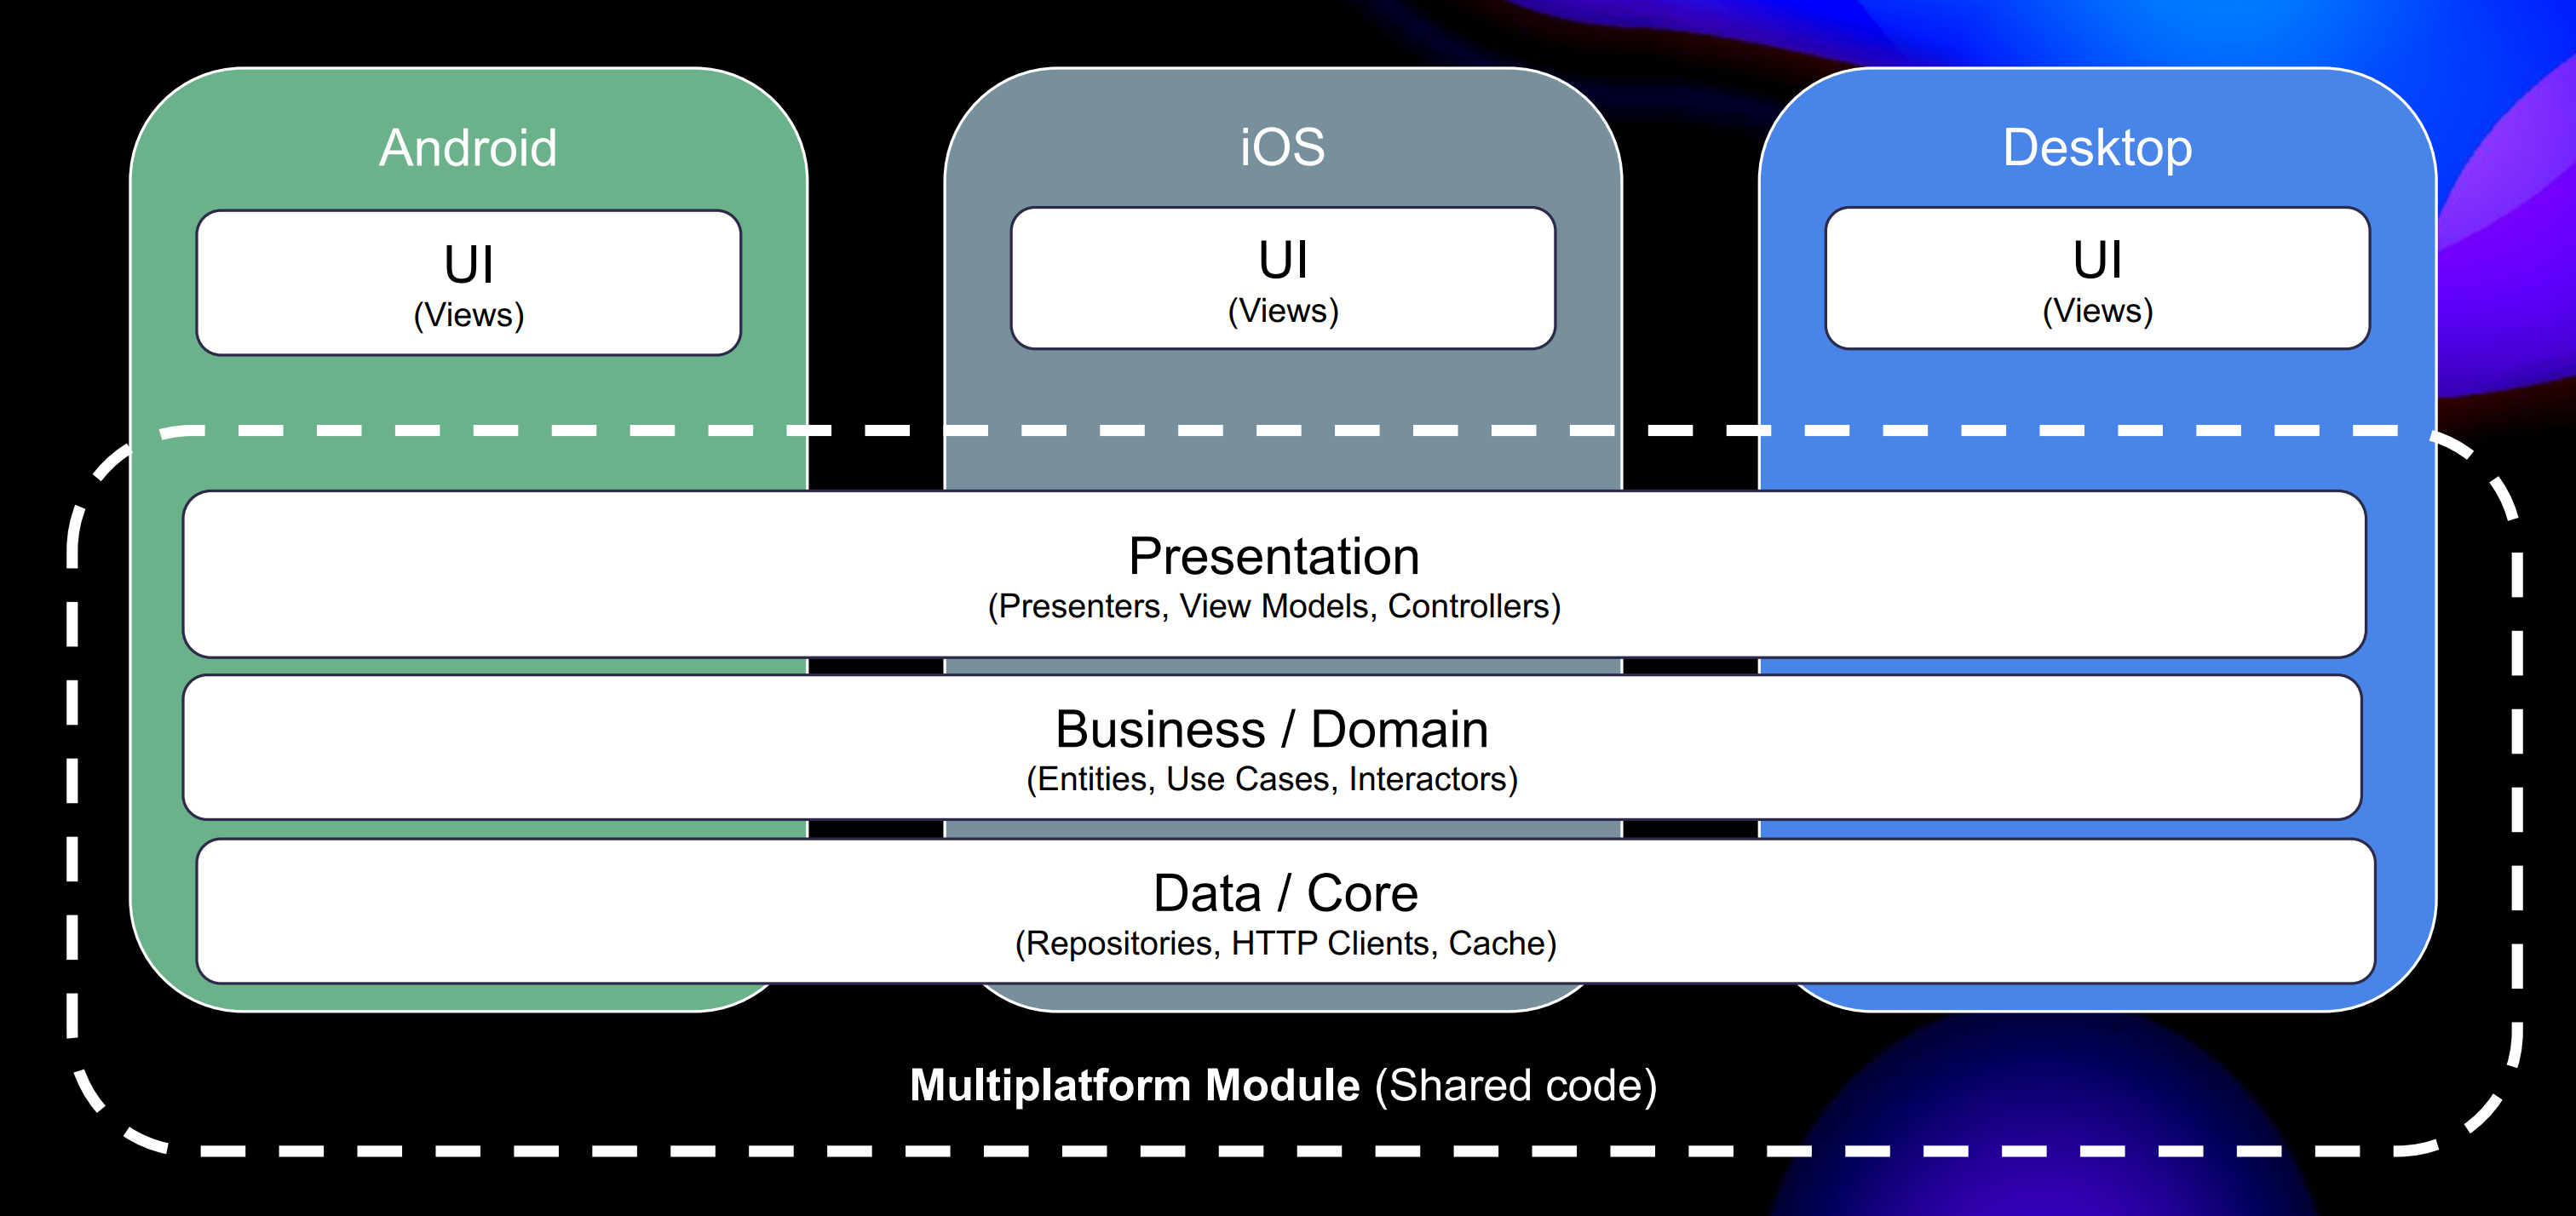 Android
iOS
Desktop
UI
(Views)
UI
(Views)
UI
(Views)
Presentation
(Presenters, View Models, Controllers)
Business / Domain
(Entities, Use Cases, Interactors)
Data / Core
(Repositories, HTTP Clients, Cache)
Multiplatform Module (Shared code)